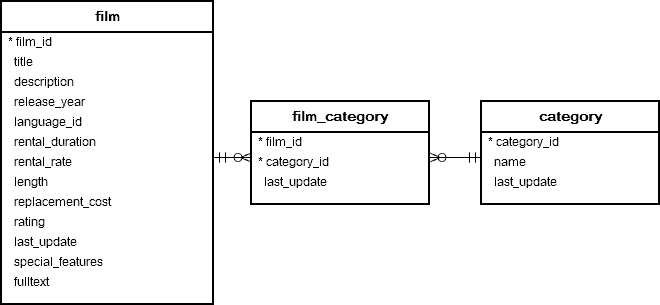 film
* film_id
title
description
release_year
language_id
rental_duration
rental_rate
length
replacement_cost
rating
last_update
special_features
fulltext
film_category
* film_id
* category_id
last_update
category
* category_id
name
last_update